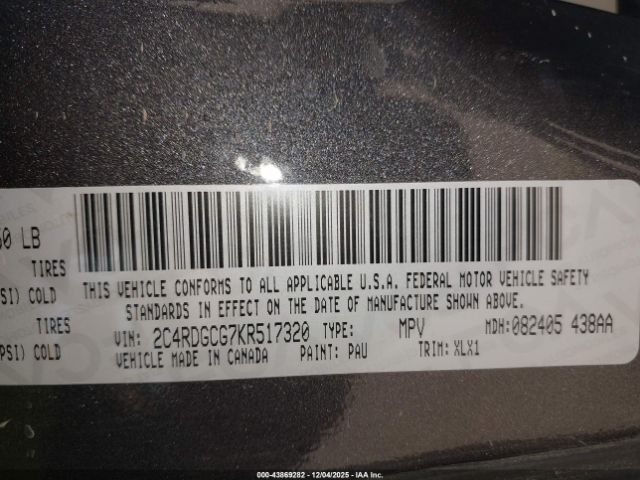 LB
TIRES
SI) COLD
THIS VEHICLE CONFORMS TO ALL APPLICABLE U.S.A. FEDERAL MOTOR VEHICLE SAFETY
STANDARDS IN EFFECT ON THE DATE OF MANUFACTURE SHOWN ABOVE.
TIRES
VIN: 2C4RDGCG7KR517320 TYPE: MPV MDH:082405 438AA
PSI) COLD
VEHICLE MADE IN CANADA PAINT: PAU TRIM: XLX1
000-43869282 - 12/04/2025 - IAA Inc.